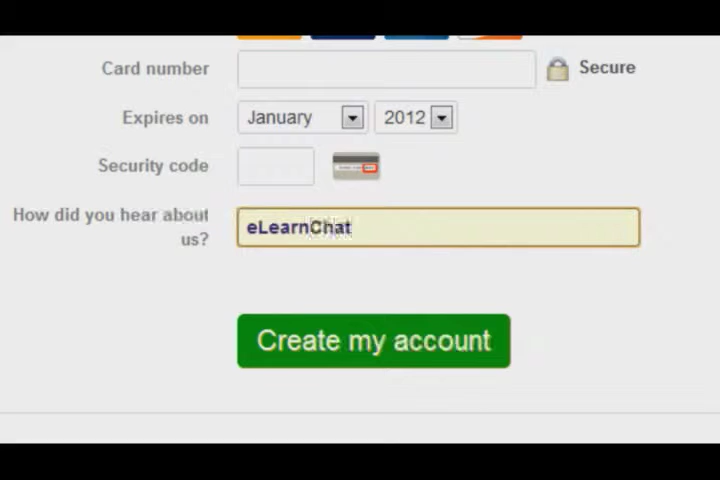 Card number Secure
Expires on January 2012
Security code
How did you hear about
us?
eLearnChat
Create my account